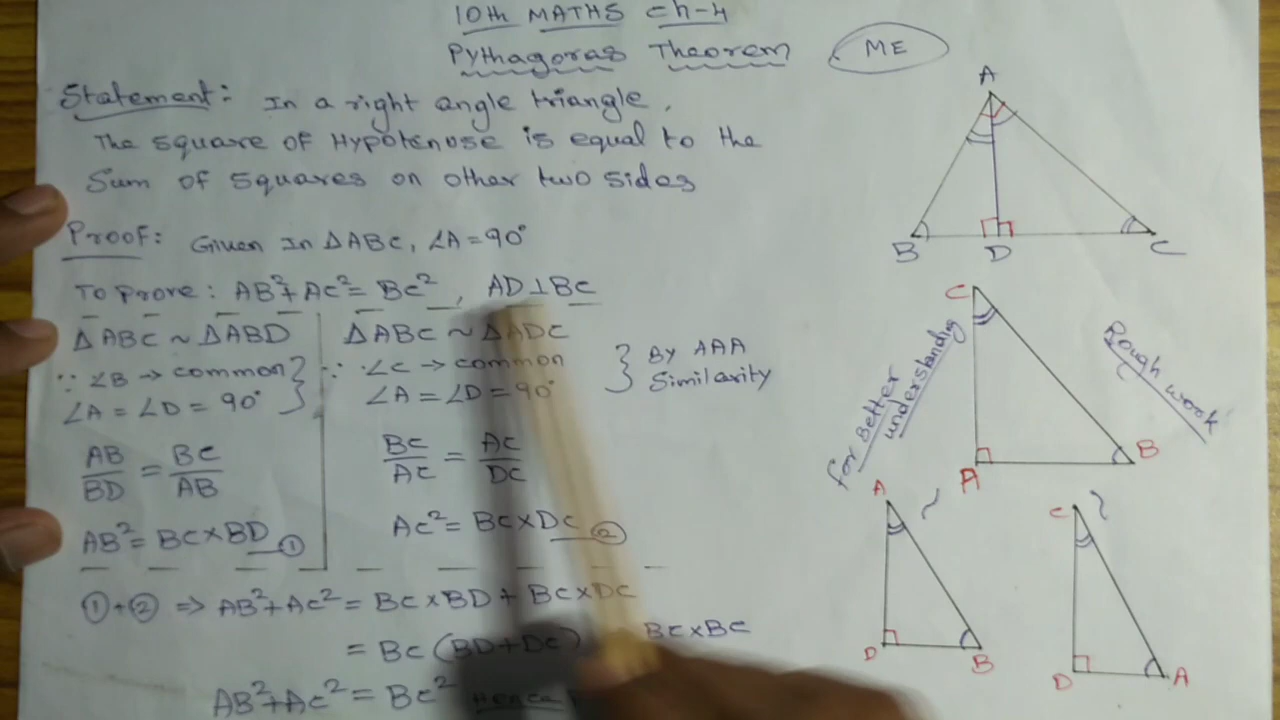 10th MATHS Ch-4
Pythagoras Theorem
ME
Statement: In a right angle triangle,
The square of Hypotenuse is equal to the
Sum of squares on other two sides
Proof: Given In ΔABC, ∠A = 90°
To Prove: AB²+AC² = BC², AD⊥BC
ΔABC ~ ΔABD
∵ ∠B → common
∠A = ∠D = 90°
AB/BD = BC/AB
AB² = BC×BD — ①
ΔABC ~ ΔADC
∵ ∠C → common
∠A = ∠D = 90°
} By AAA
Similarity
BC/AC = AC/DC
AC² = BC×DC — ②
①+② ⇒ AB²+AC² = BC×BD + BC×DC
= BC (BD+DC)
BC×BC
AB²+AC² = BC² Hence
A
B
D
C
For Better
understanding
Rough work
C
A
B
A
D
B
~
C
D
A
~